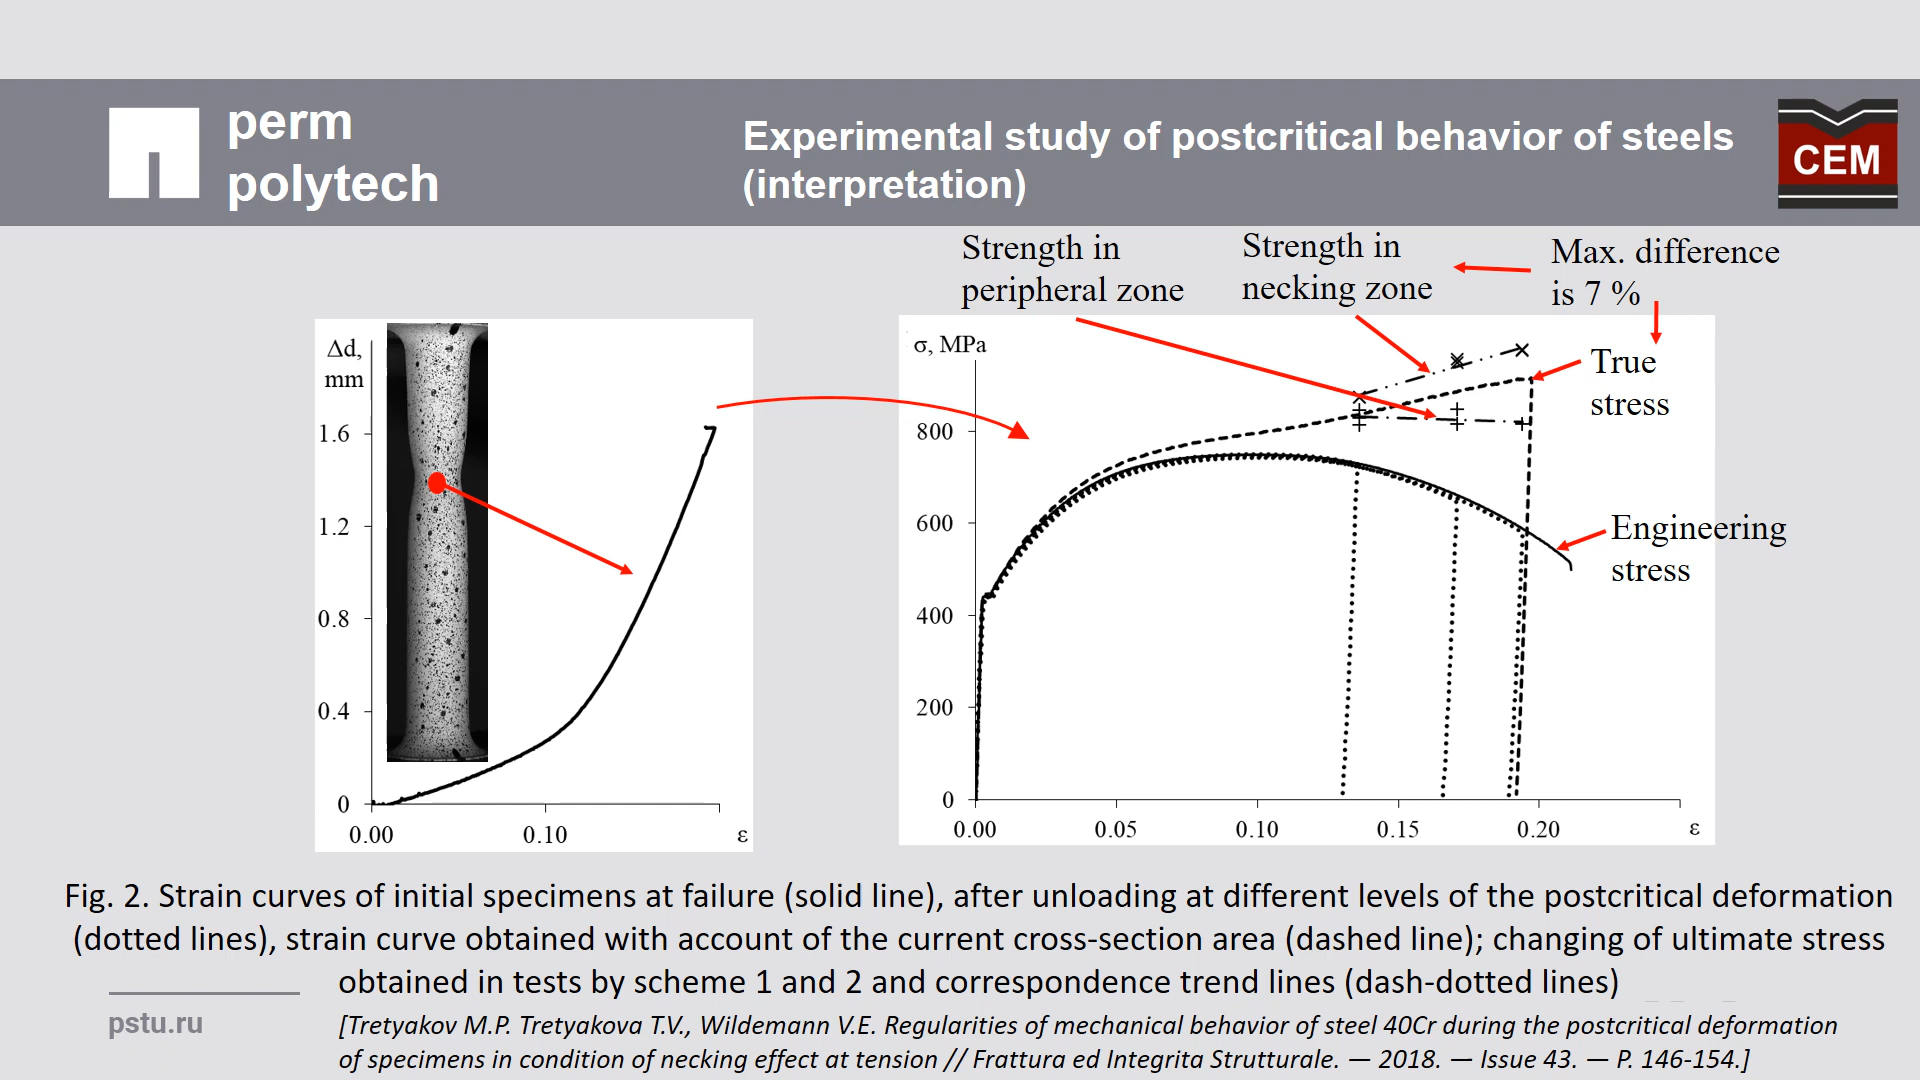 perm
polytech
Experimental study of postcritical behavior of steels
(interpretation)
CEM
Strength in
peripheral zone
Strength in
necking zone
Max. difference
is 7 %
Δd,
mm
1.6
1.2
0.8
0.4
0
0.00
0.10
ε
σ, MPa
800
600
400
200
0
0.00
0.05
0.10
0.15
0.20
ε
True
stress
Engineering
stress
Fig. 2. Strain curves of initial specimens at failure (solid line), after unloading at different levels of the postcritical deformation
(dotted lines), strain curve obtained with account of the current cross-section area (dashed line); changing of ultimate stress
obtained in tests by scheme 1 and 2 and correspondence trend lines (dash-dotted lines)
pstu.ru
[Tretyakov M.P. Tretyakova T.V., Wildemann V.E. Regularities of mechanical behavior of steel 40Cr during the postcritical deformation
of specimens in condition of necking effect at tension // Frattura ed Integrita Strutturale. — 2018. — Issue 43. — P. 146-154.]